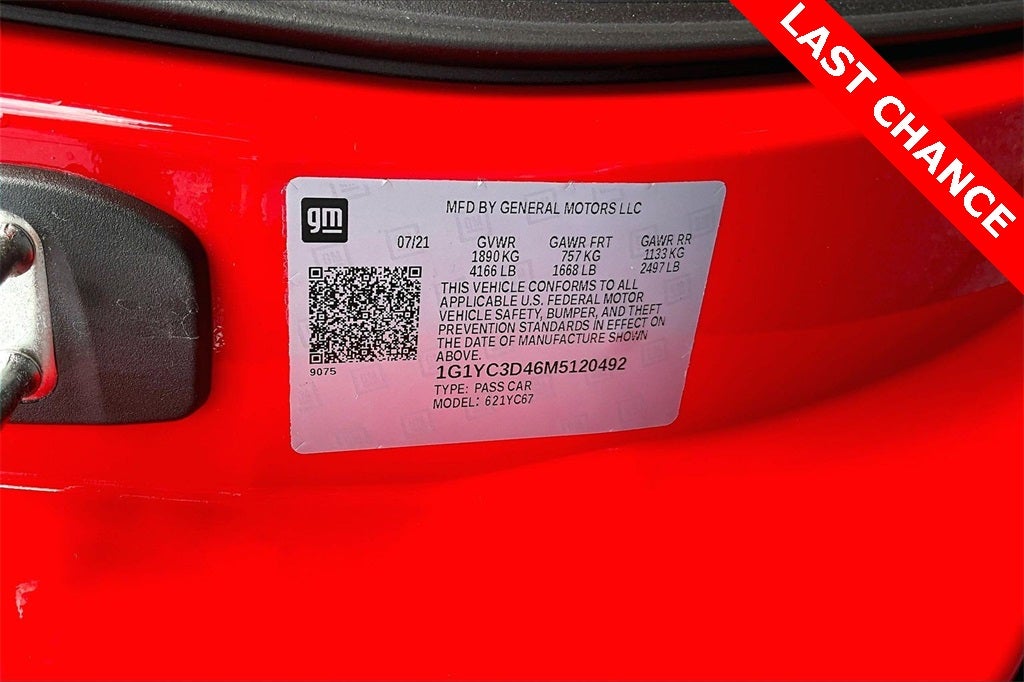 LAST CHANCE
gm
MFD BY GENERAL MOTORS LLC
07/21 GVWR GAWR FRT GAWR RR
1890 KG 757 KG 1133 KG
4166 LB 1668 LB 2497 LB
THIS VEHICLE CONFORMS TO ALL
APPLICABLE U.S. FEDERAL MOTOR
VEHICLE SAFETY, BUMPER, AND THEFT
PREVENTION STANDARDS IN EFFECT ON
THE DATE OF MANUFACTURE SHOWN
ABOVE.
9075
1G1YC3D46M5120492
TYPE: PASS CAR
MODEL: 621YC67